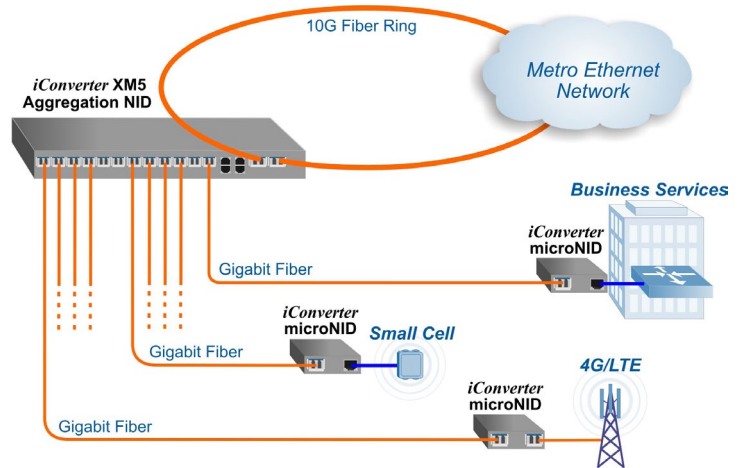 10G Fiber Ring
Metro Ethernet
Network
iConverter XM5
Aggregation NID
Business Services
iConverter
microNID
Gigabit Fiber
iConverter
microNID
Small Cell
Gigabit Fiber
4G/LTE
iConverter
microNID
Gigabit Fiber